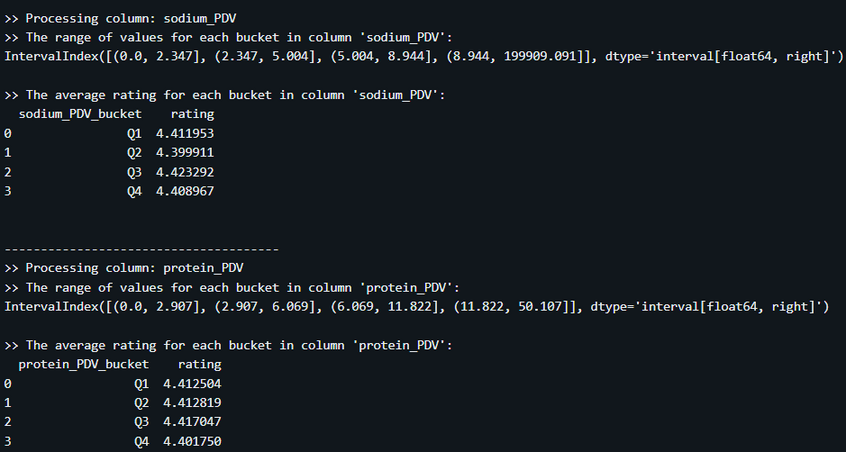 >> Processing column: sodium_PDV
>> The range of values for each bucket in column 'sodium_PDV':
IntervalIndex([(0.0, 2.347], (2.347, 5.004], (5.004, 8.944], (8.944, 199909.091]], dtype='interval[float64, right]')
>> The average rating for each bucket in column 'sodium_PDV':
sodium_PDV_bucket rating
0 Q1 4.411953
1 Q2 4.399911
2 Q3 4.423292
3 Q4 4.408967
--------------------------------------
>> Processing column: protein_PDV
>> The range of values for each bucket in column 'protein_PDV':
IntervalIndex([(0.0, 2.907], (2.907, 6.069], (6.069, 11.822], (11.822, 50.107]], dtype='interval[float64, right]')
>> The average rating for each bucket in column 'protein_PDV':
protein_PDV_bucket rating
0 Q1 4.412504
1 Q2 4.412819
2 Q3 4.417047
3 Q4 4.401750